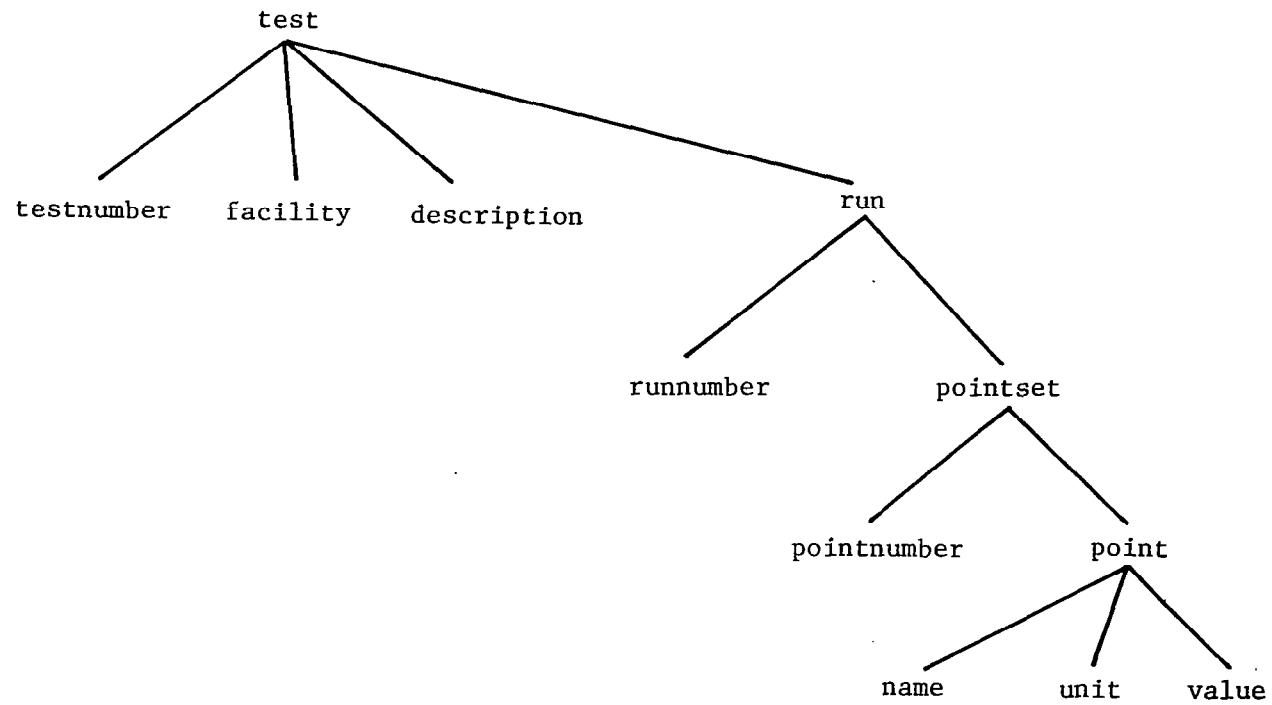 test
testnumber facility description run
runnumber pointset
pointnumber point
name unit value